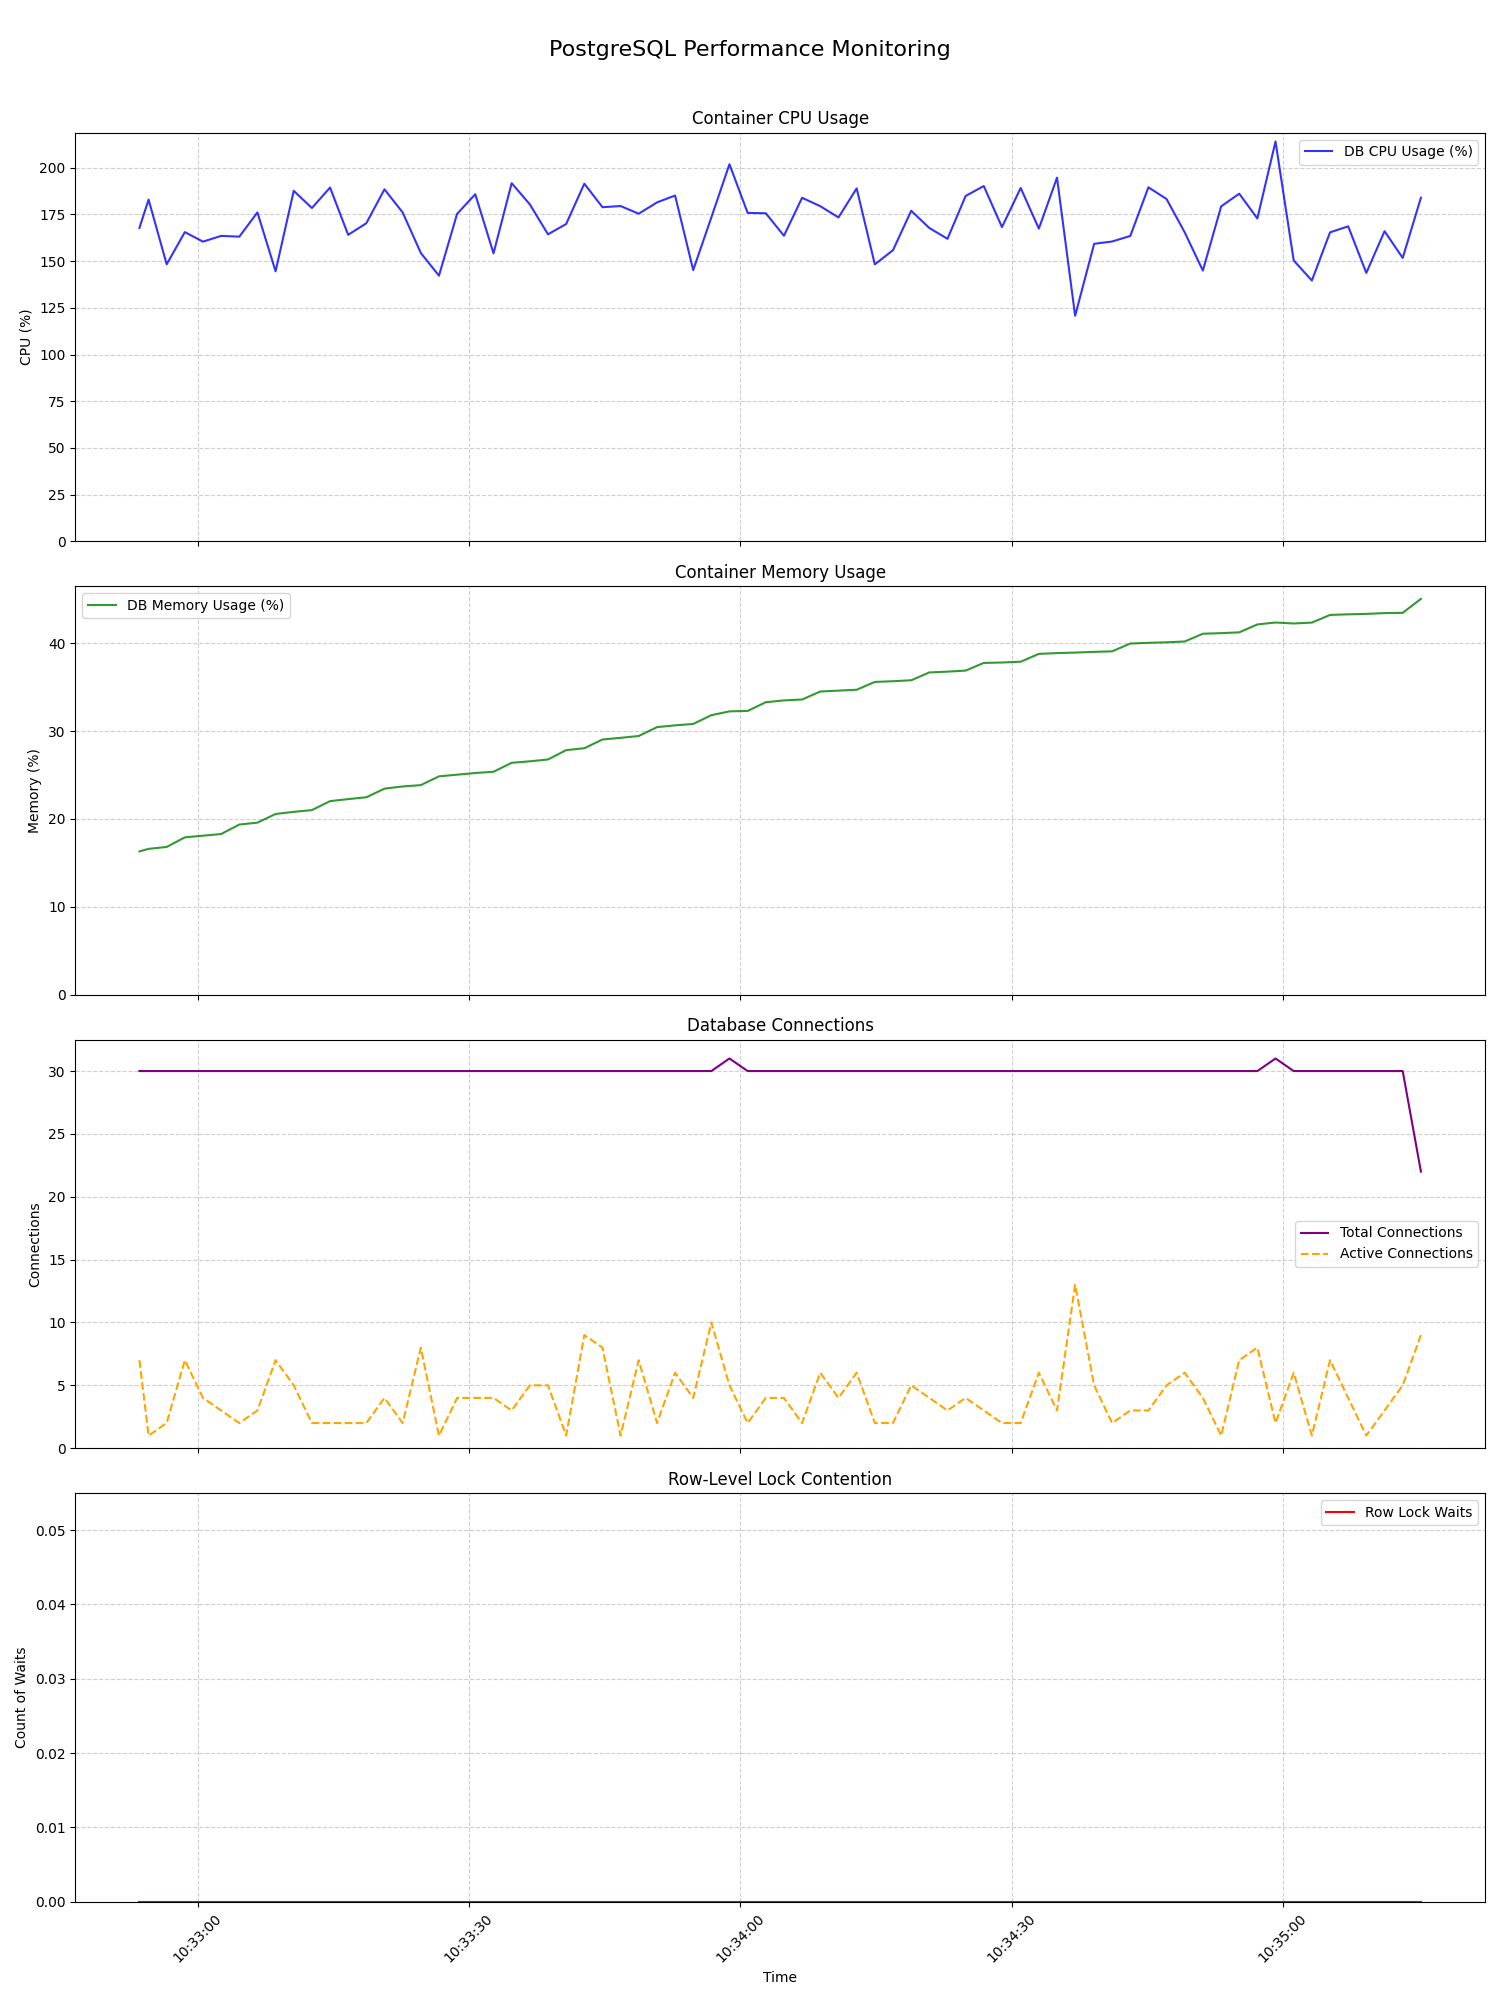 PostgreSQL Performance Monitoring
Container CPU Usage
DB CPU Usage (%)
CPU (%)
200
175
150
125
100
75
50
25
0
Container Memory Usage
DB Memory Usage (%)
Memory (%)
40
30
20
10
0
Database Connections
Total Connections
Active Connections
Connections
30
25
20
15
10
5
0
Row-Level Lock Contention
Row Lock Waits
Count of Waits
0.05
0.04
0.03
0.02
0.01
0.00
10:33:00
10:33:30
10:34:00
10:34:30
10:35:00
Time